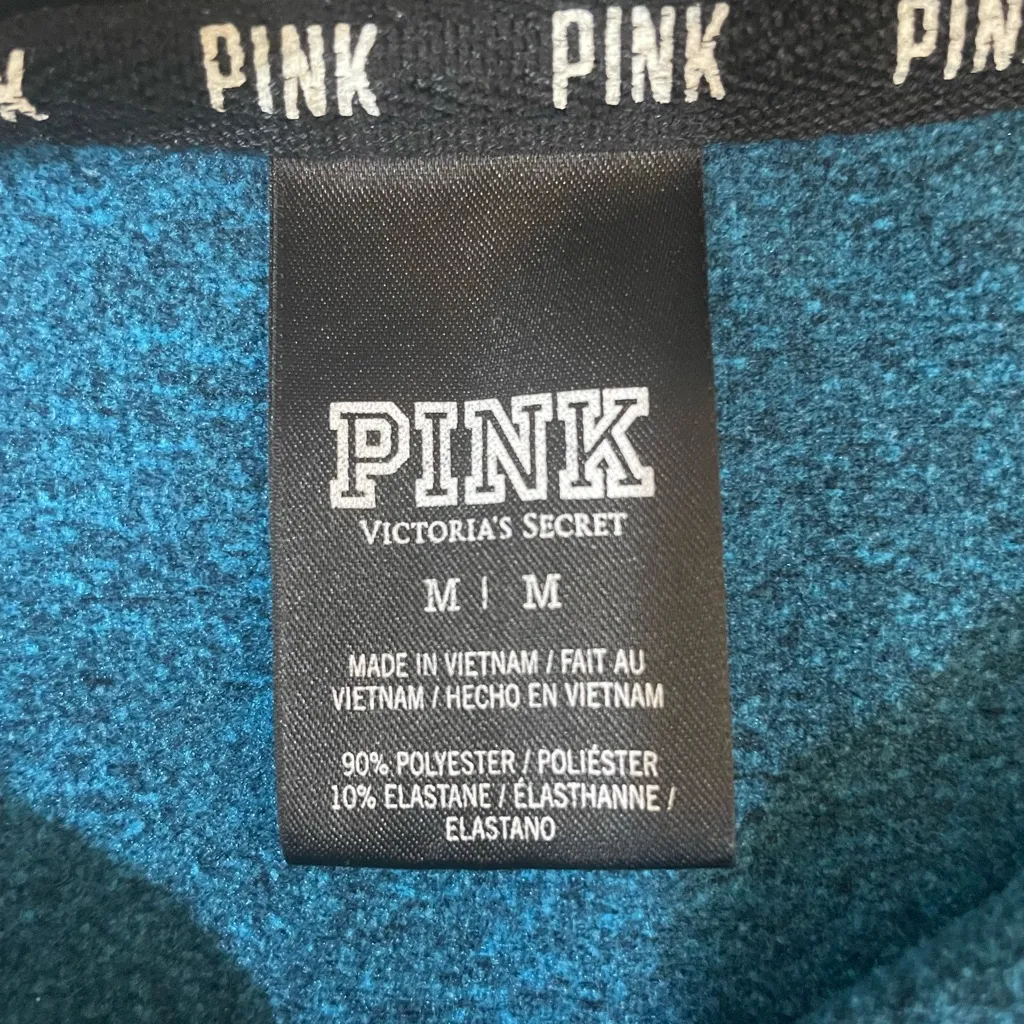 PINK PINK PIN
PINK
VICTORIA'S SECRET
M | M
MADE IN VIETNAM / FAIT AU
VIETNAM / HECHO EN VIETNAM
90% POLYESTER / POLIÉSTER
10% ELASTANE / ÉLASTHANNE /
ELASTANO